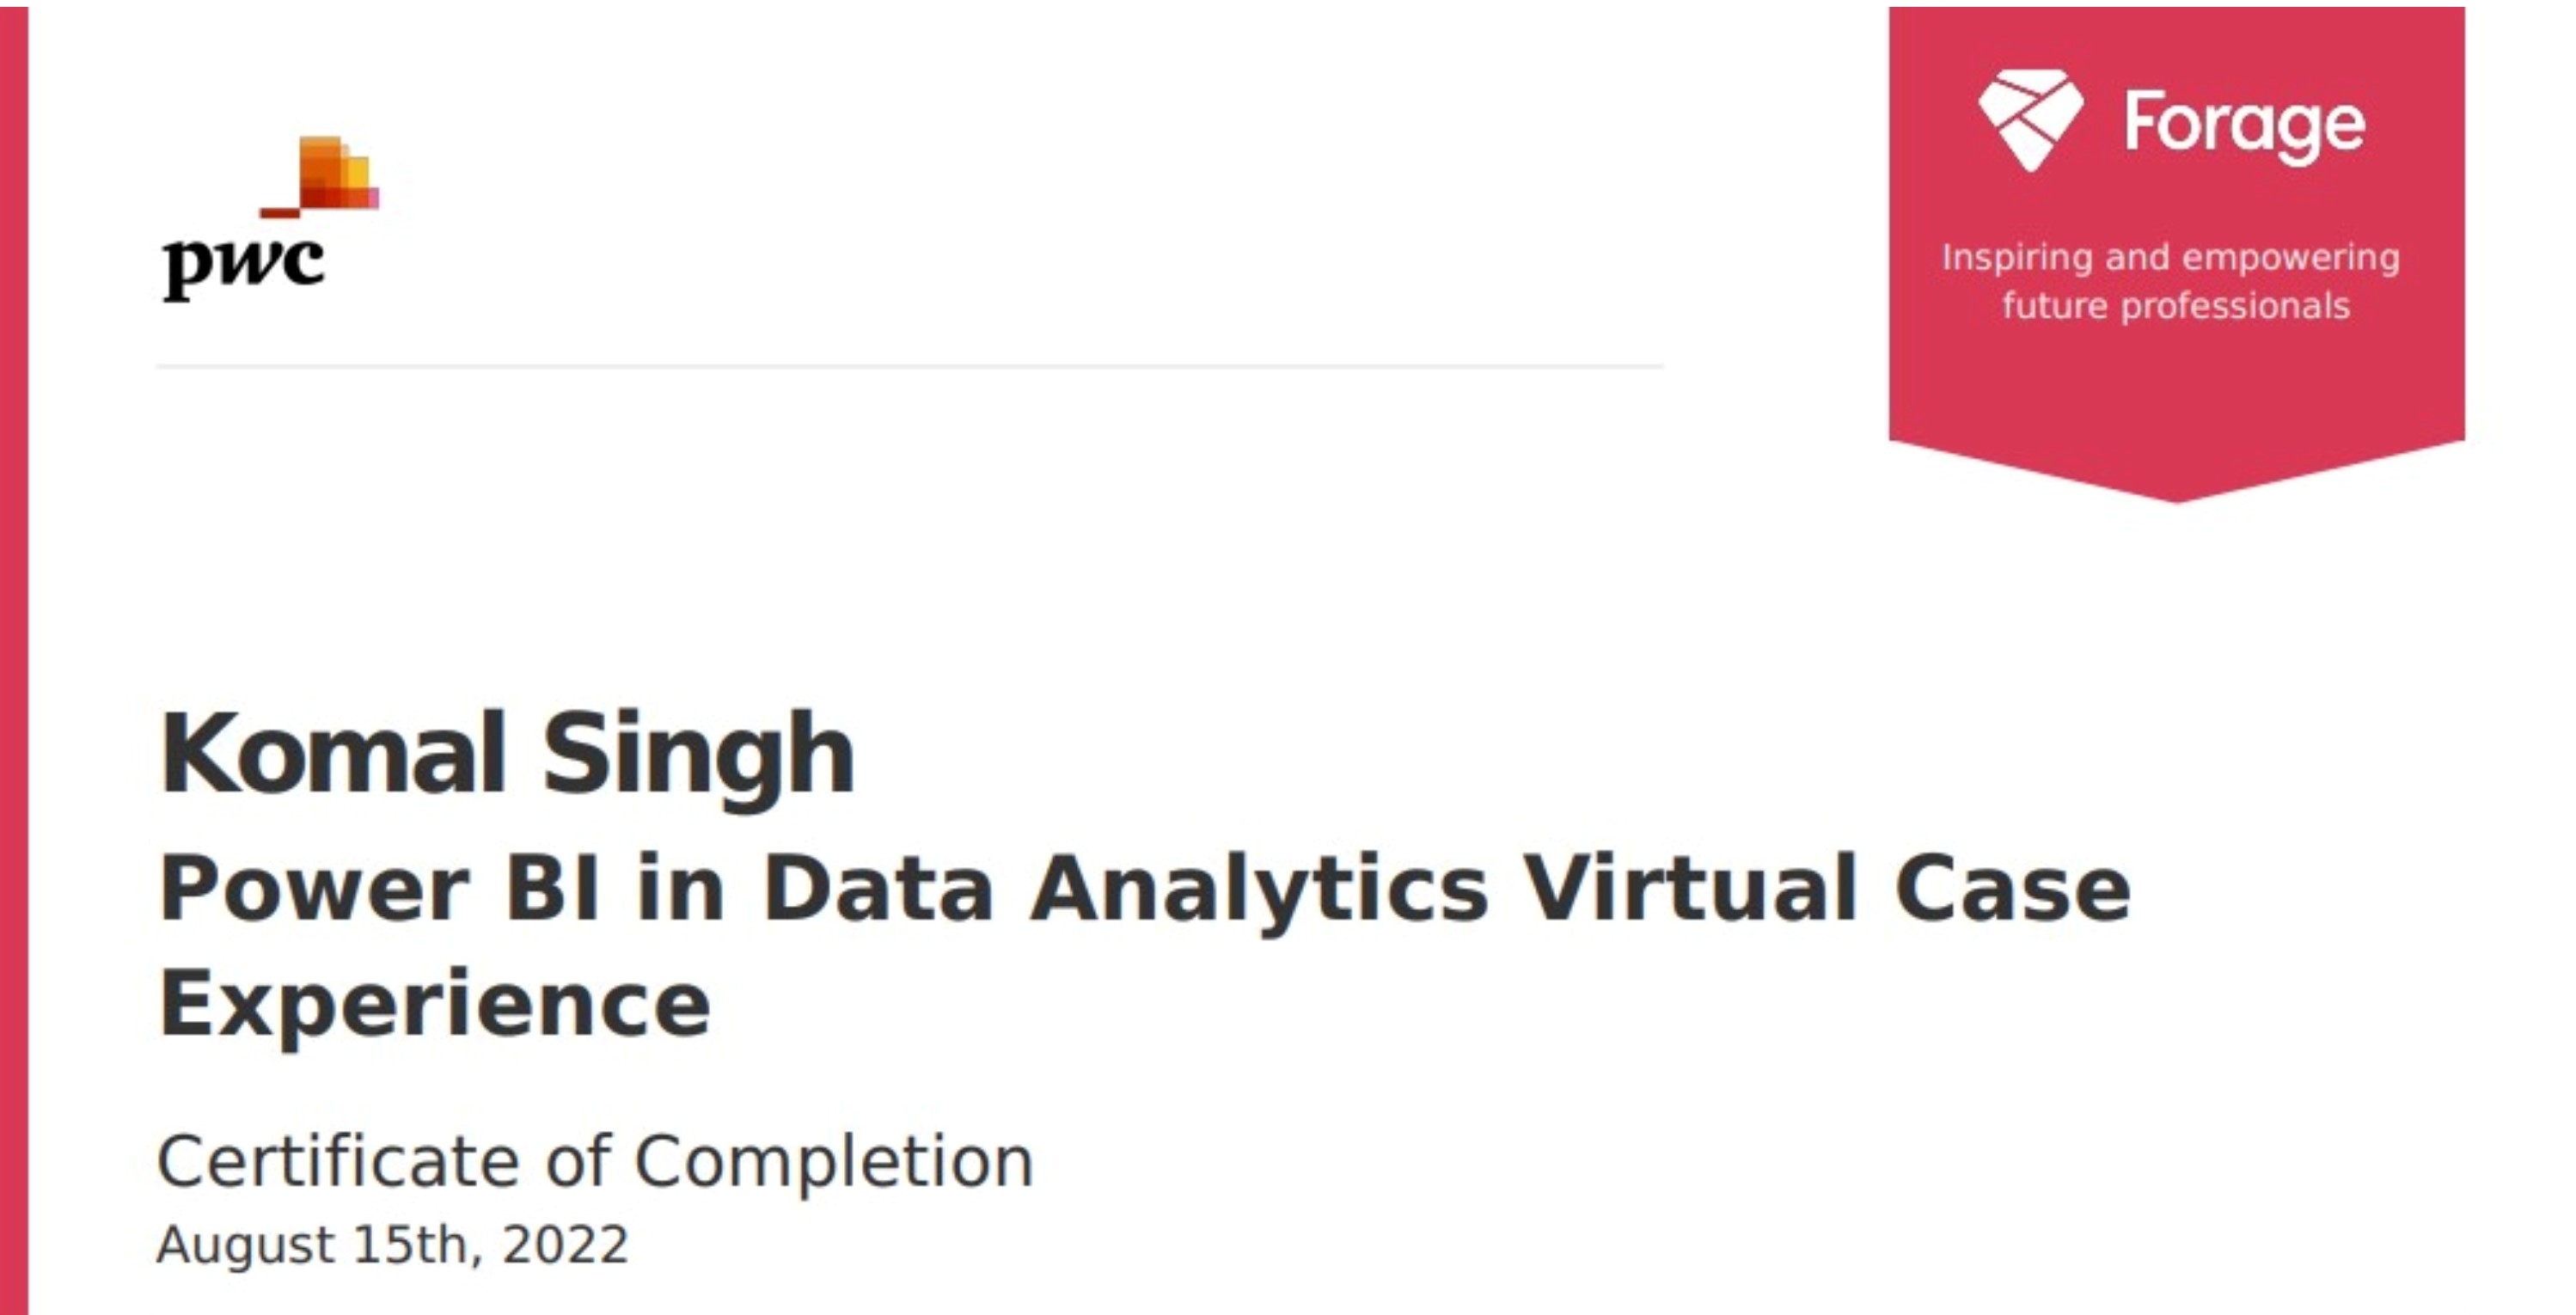 pwc
Forage
Inspiring and empowering
future professionals
Komal Singh
Power BI in Data Analytics Virtual Case
Experience
Certificate of Completion
August 15th, 2022